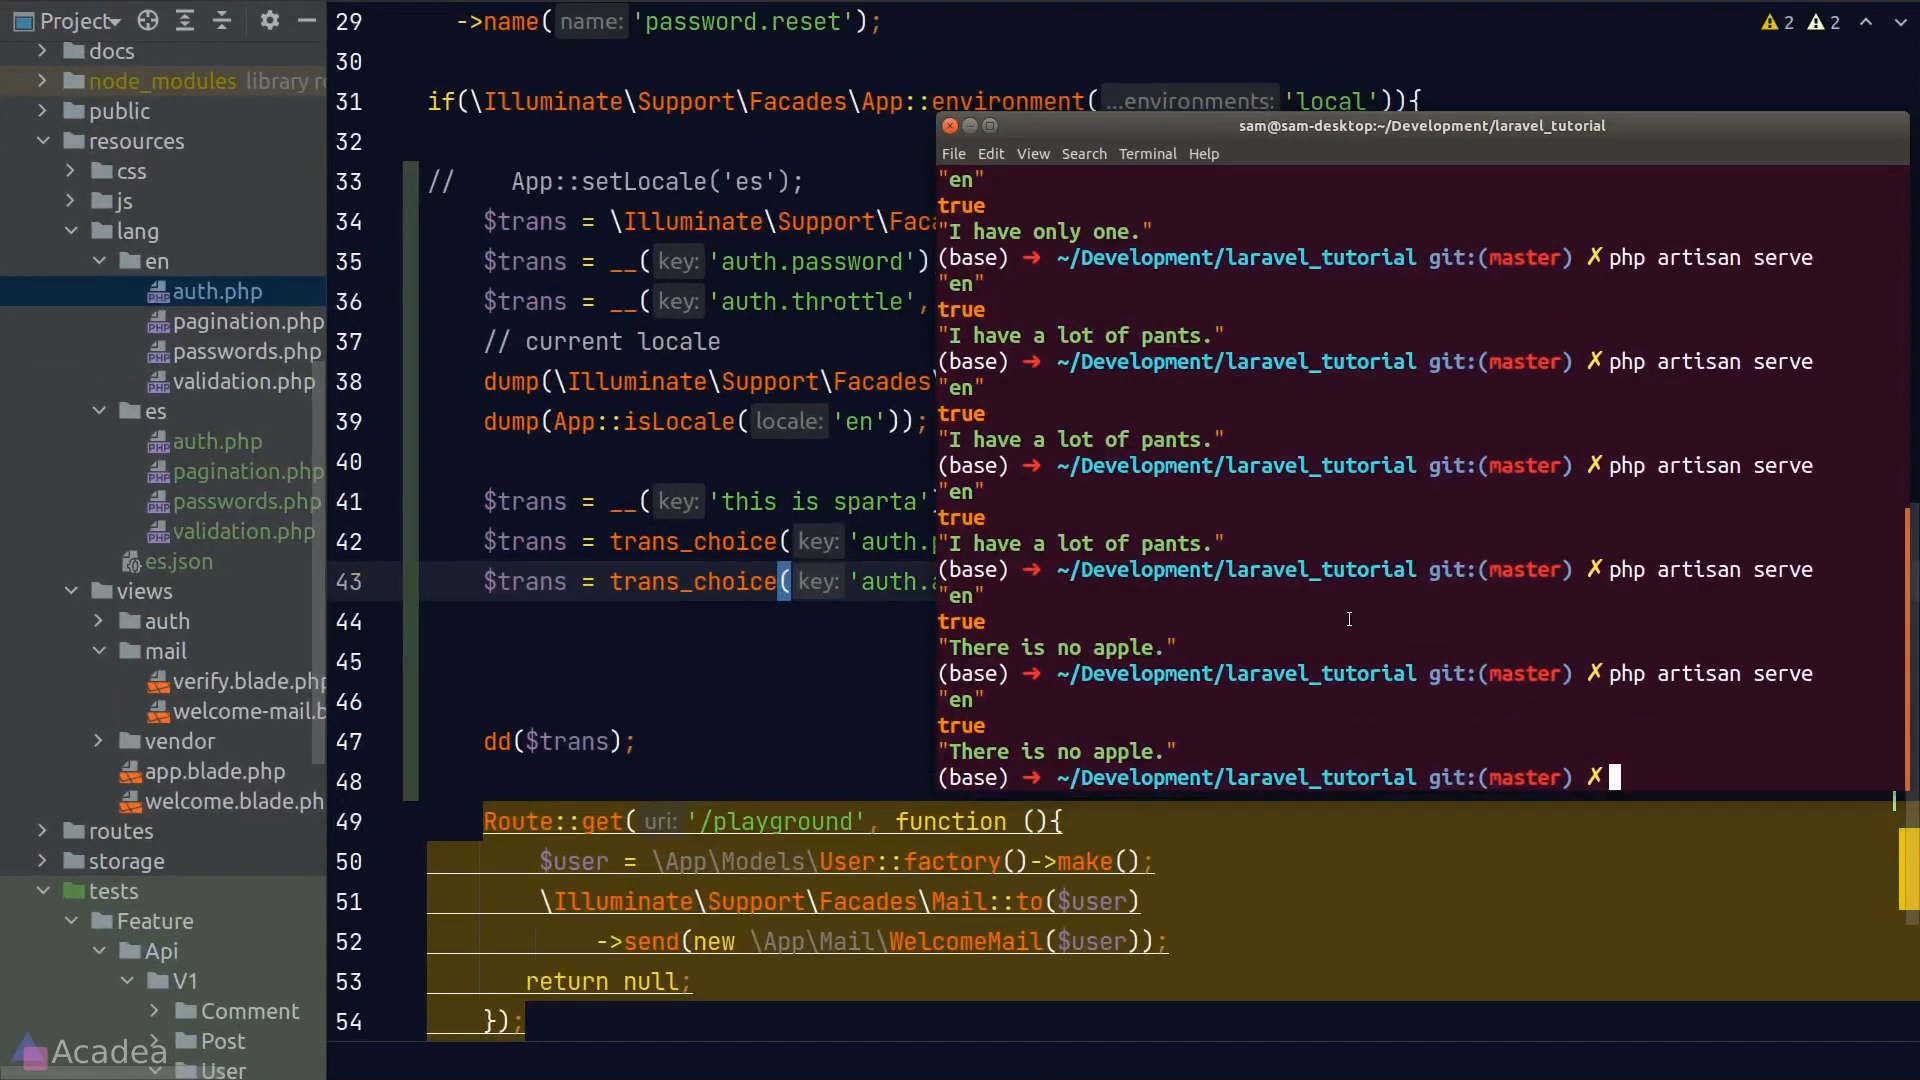 Project
docs
node_modules library r
public
resources
css
js
lang
en
auth.php
pagination.php
passwords.php
validation.php
es
auth.php
pagination.php
passwords.php
validation.php
es.json
views
auth
mail
verify.blade.ph
welcome-mail.b
vendor
app.blade.php
welcome.blade.ph
routes
storage
tests
Feature
Api
V1
Comment
Post
User
Acadea
29 ->name( name: 'password.reset');
30
31 if(\Illuminate\Support\Facades\App::environment( ...environments: 'local')){
32
33 // App::setLocale('es');
34 $trans = \Illuminate\Support\Fac
35 $trans = __( key: 'auth.password')
36 $trans = __( key: 'auth.throttle',
37 // current locale
38 dump(\Illuminate\Support\Facades\
39 dump(App::isLocale( locale: 'en'));
40
41 $trans = __( key: 'this is sparta')
42 $trans = trans_choice( key: 'auth.p
43 $trans = trans_choice( key: 'auth.a
44
45
46
47 dd($trans);
48
49 Route::get( uri: '/playground', function (){
50 $user = \App\Models\User::factory()->make();
51 \Illuminate\Support\Facades\Mail::to($user)
52 ->send(new \App\Mail\WelcomeMail($user));
53 return null;
54 });
2 2
sam@sam-desktop:~/Development/laravel_tutorial
File Edit View Search Terminal Help
"en"
true
"I have only one."
(base) ➜ ~/Development/laravel_tutorial git:(master) ✗ php artisan serve
"en"
true
"I have a lot of pants."
(base) ➜ ~/Development/laravel_tutorial git:(master) ✗ php artisan serve
"en"
true
"I have a lot of pants."
(base) ➜ ~/Development/laravel_tutorial git:(master) ✗ php artisan serve
"en"
true
"I have a lot of pants."
(base) ➜ ~/Development/laravel_tutorial git:(master) ✗ php artisan serve
"en"
true
"There is no apple."
(base) ➜ ~/Development/laravel_tutorial git:(master) ✗ php artisan serve
"en"
true
"There is no apple."
(base) ➜ ~/Development/laravel_tutorial git:(master) ✗